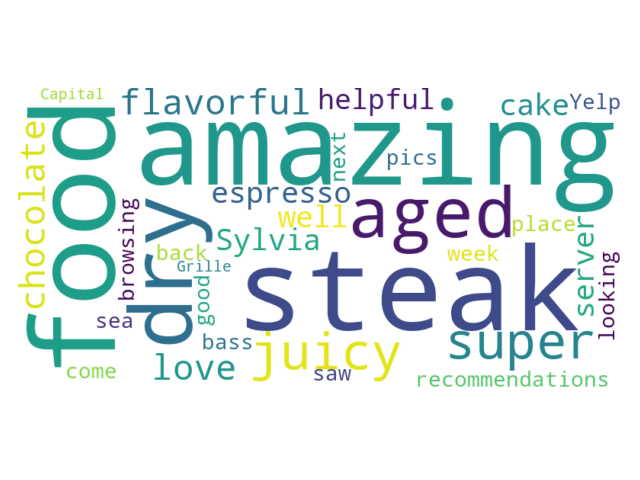 Capital
flavorful
helpful
cake
Yelp
food
amazing
chocolate
next
pics
espresso
aged
dry
browsing
well
place
Sylvia
back
week
server
looking
Grille
good
steak
sea
bass
juicy
super
love
saw
come
recommendations